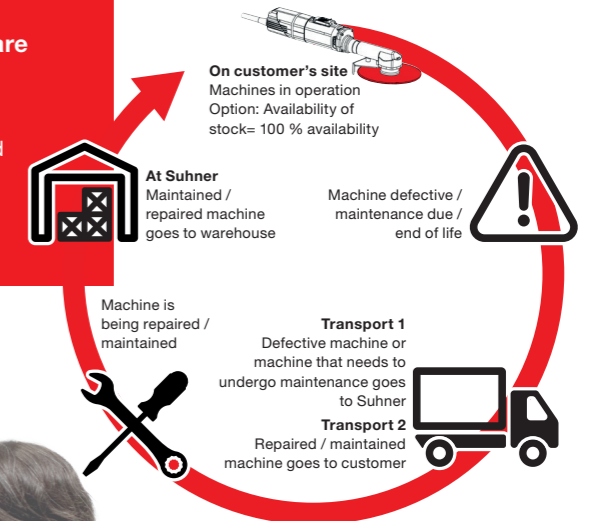 are
d
On customer's site
Machines in operation
Option: Availability of
stock= 100 % availability
At Suhner
Maintained /
repaired machine
goes to warehouse
Machine defective /
maintenance due /
end of life
Machine is
being repaired /
maintained
Transport 1
Defective machine or
machine that needs to
undergo maintenance goes
to Suhner
Transport 2
Repaired / maintained
machine goes to customer